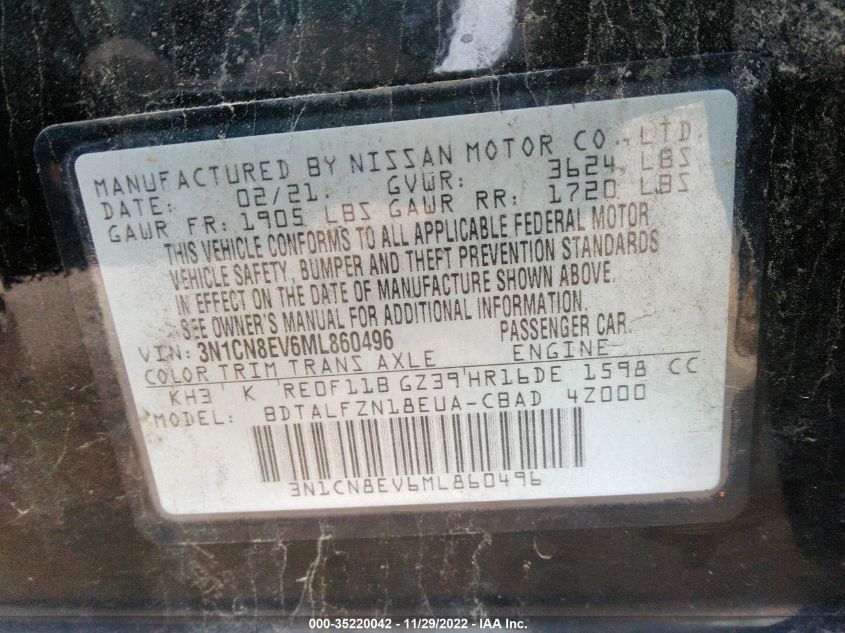 MANUFACTURED BY NISSAN MOTOR CO., LTD.
DATE: 02/21. GVWR: 3624 LBS
GAWR FR: 1905 LBS GAWR RR: 1720 LBS
THIS VEHICLE CONFORMS TO ALL APPLICABLE FEDERAL MOTOR
VEHICLE SAFETY, BUMPER AND THEFT PREVENTION STANDARDS
IN EFFECT ON THE DATE OF MANUFACTURE SHOWN ABOVE.
SEE OWNER'S MANUAL FOR ADDITIONAL INFORMATION.
VIN: 3N1CN8EV6ML860496 PASSENGER CAR.
COLOR TRIM TRANS AXLE ENGINE
KH3 K RE0F11B GZ39 HR16DE 1598 CC
MODEL: BDTALFZN18EUA-CBAD 4Z000
3N1CN8EV6ML860496
000-35220042 - 11/29/2022 - IAA Inc.